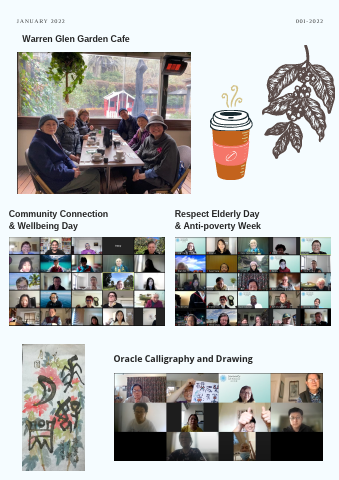 JANUARY 2022
001-2022
Warren Glen Garden Cafe
Community Connection
& Wellbeing Day
Respect Elderly Day
& Anti-poverty Week
Oracle Calligraphy and Drawing